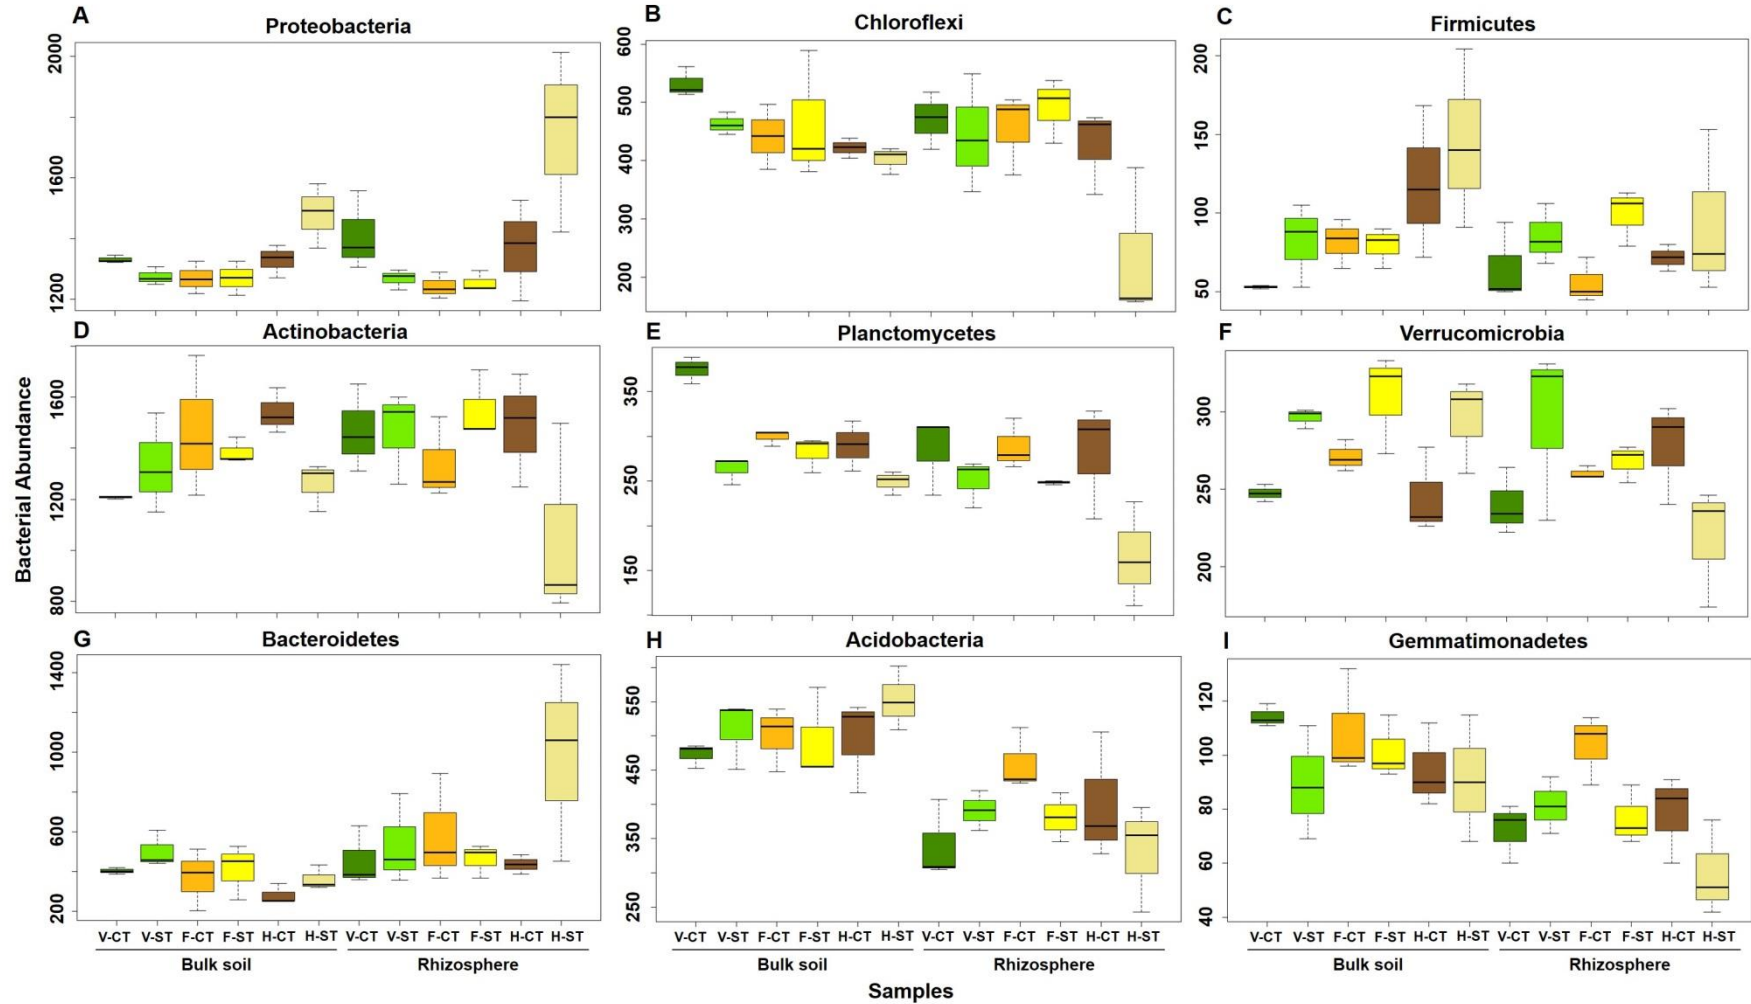 A Proteobacteria
2000
1600
1200
B Chloroflexi
600
500
400
300
200
C Firmicutes
200
150
100
50
D Actinobacteria
1600
1200
800
E Planctomycetes
350
250
150
F Verrucomicrobia
300
250
200
G Bacteroidetes
1400
1000
600
200
H Acidobacteria
550
450
350
250
I Gemmatimonadetes
120
100
80
60
40
Bacterial Abundance
V-CT V-ST F-CT F-ST H-CT H-ST V-CT V-ST F-CT F-ST H-CT H-ST
Bulk soil Rhizosphere
V-CT V-ST F-CT F-ST H-CT H-ST V-CT V-ST F-CT F-ST H-CT H-ST
Bulk soil Rhizosphere
V-CT V-ST F-CT F-ST H-CT H-ST V-CT V-ST F-CT F-ST H-CT H-ST
Bulk soil Rhizosphere
Samples